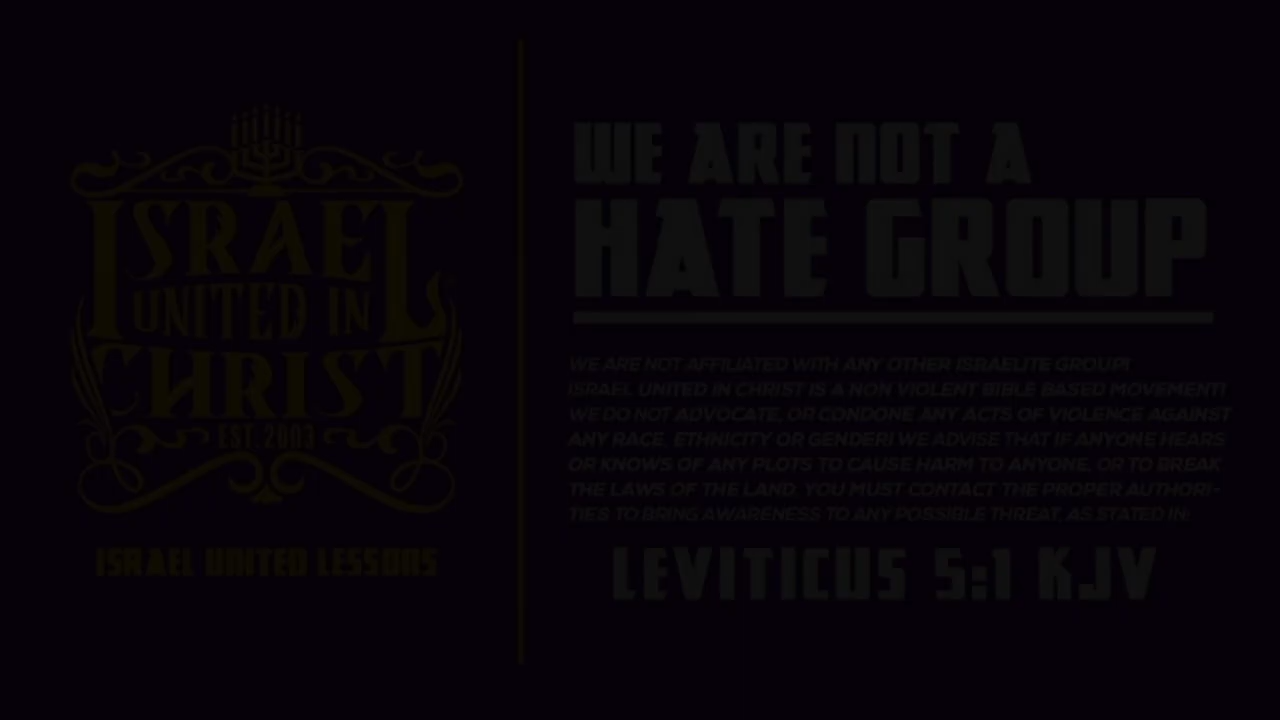 ISRAEL
UNITED IN
CHRIST
EST. 2003
ISRAEL UNITED LESSONS
WE ARE NOT A
HATE GROUP
WE ARE NOT AFFILIATED WITH ANY OTHER ISRAELITE GROUP!
ISRAEL UNITED IN CHRIST IS A NON VIOLENT BIBLE BASED MOVEMENT!
WE DO NOT ADVOCATE, OR CONDONE ANY ACTS OF VIOLENCE AGAINST
ANY RACE, ETHNICITY OR GENDER! WE ADVISE THAT IF ANYONE HEARS
OR KNOWS OF ANY PLOTS TO CAUSE HARM TO ANYONE, OR TO BREAK
THE LAWS OF THE LAND, YOU MUST CONTACT THE PROPER AUTHORI-
TIES TO BRING AWARENESS TO ANY POSSIBLE THREAT, AS STATED IN:
LEVITICUS 5:1 KJV